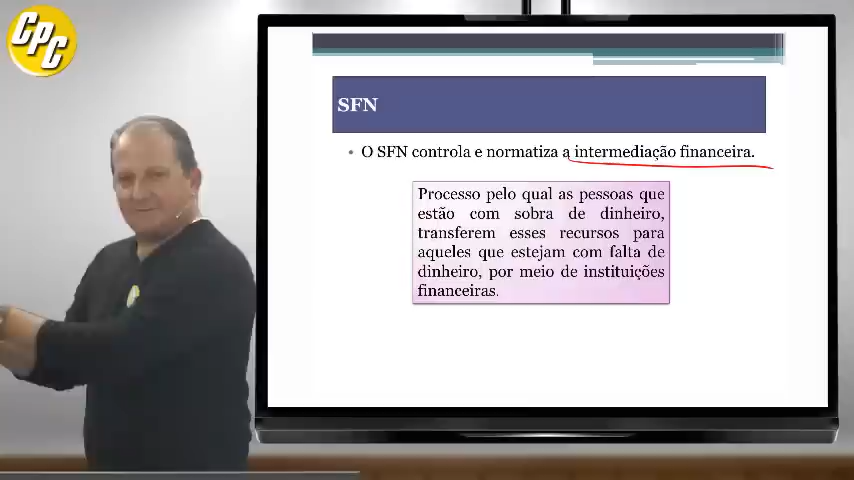 CPC
SFN
• O SFN controla e normatiza a intermediação financeira.
Processo pelo qual as pessoas que
estão com sobra de dinheiro,
transferem esses recursos para
aqueles que estejam com falta de
dinheiro, por meio de instituições
financeiras.